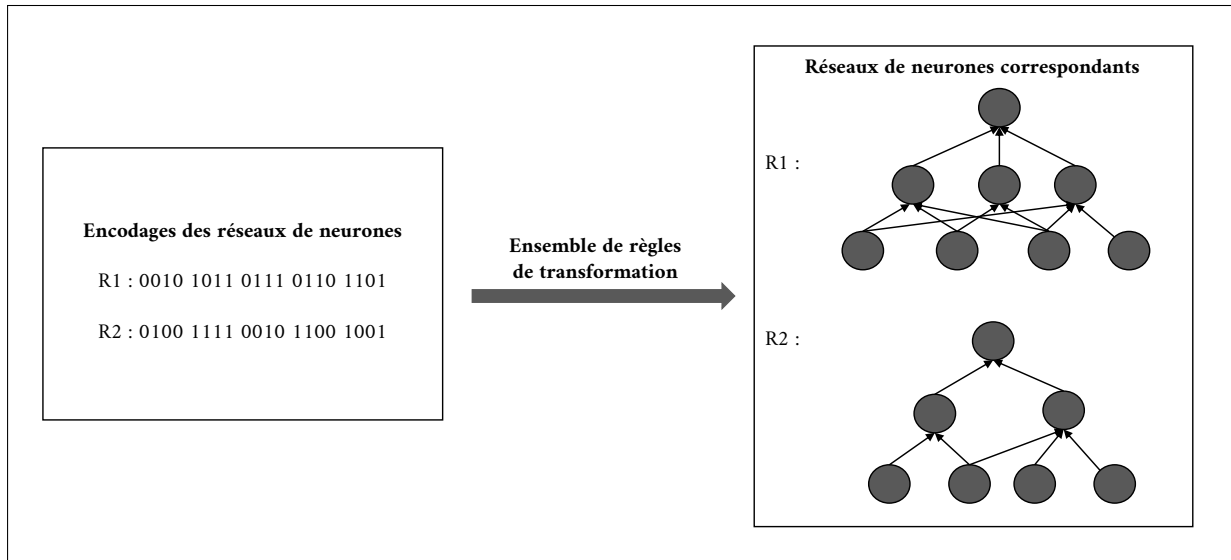 Encodages des réseaux de neurones
R1 : 0010 1011 0111 0110 1101
R2 : 0100 1111 0010 1100 1001
Ensemble de règles
de transformation
Réseaux de neurones correspondants
R1 :
R2 :